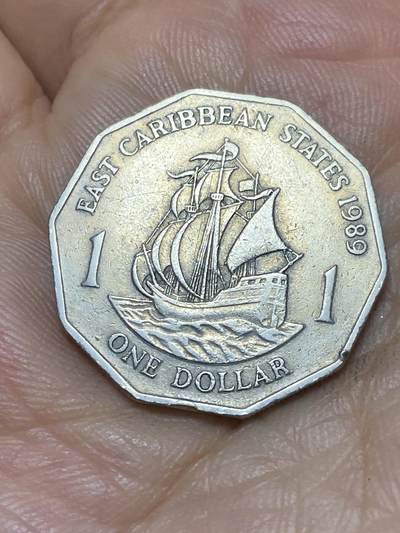 EAST CARIBBEAN STATES 1989
1
1
ONE DOLLAR